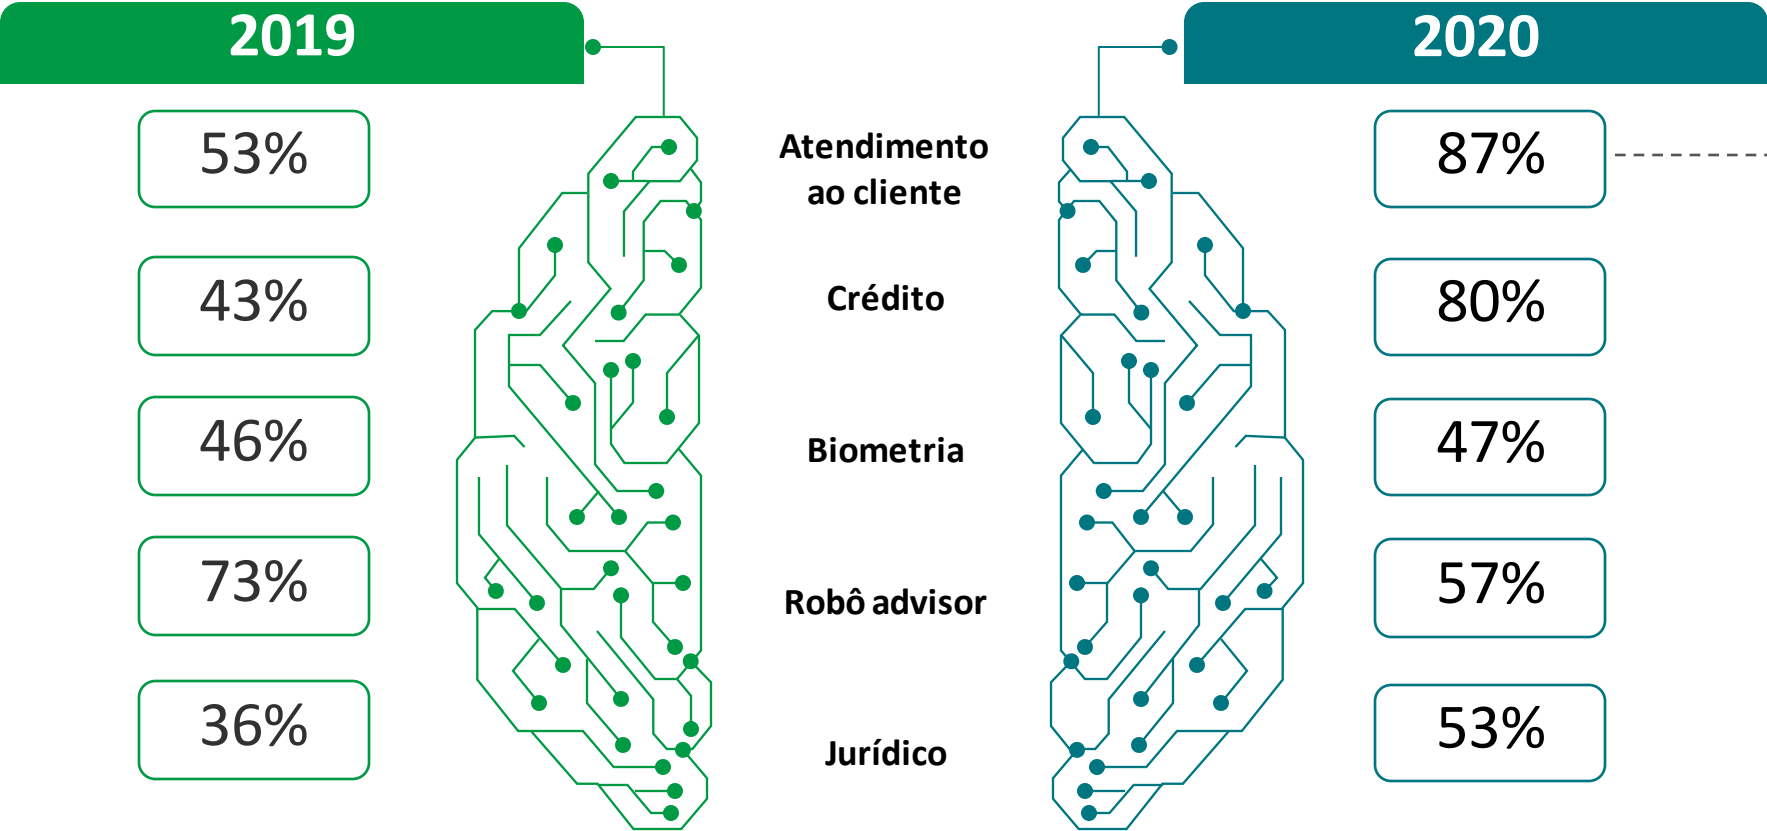 2019
2020
53%
Atendimento
ao cliente
87%
43%
Crédito
80%
46%
Biometria
47%
73%
Robô advisor
57%
36%
Jurídico
53%